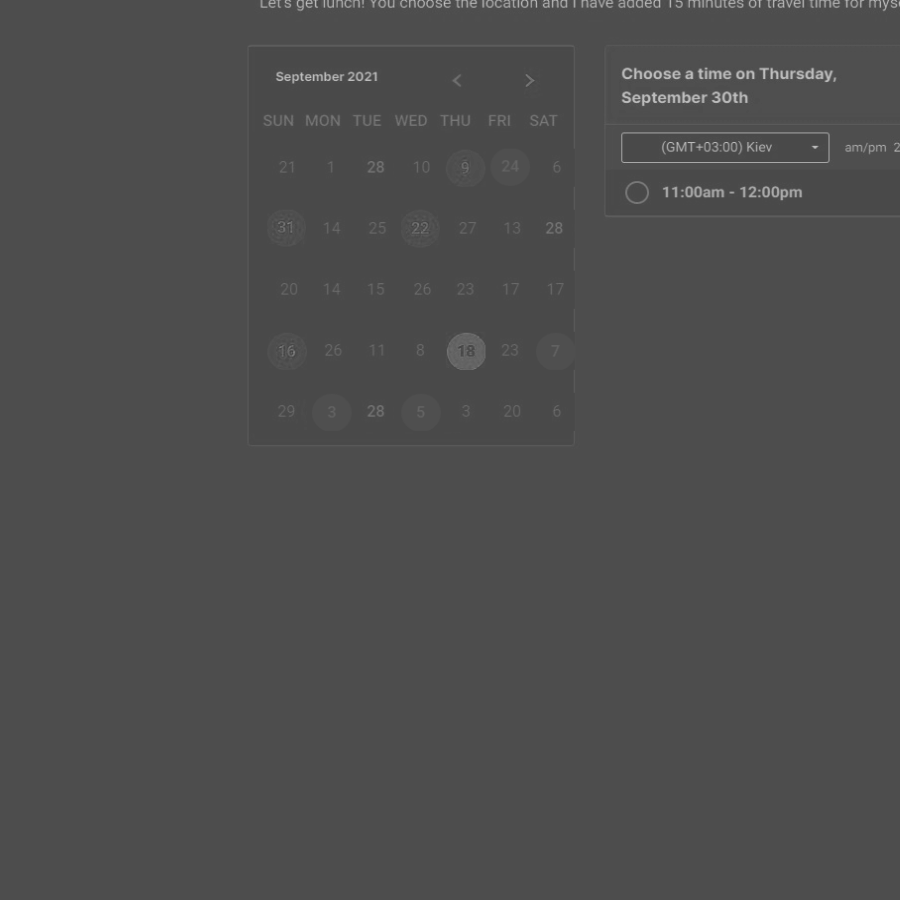 Let's get lunch! You choose the location and I have added 15 minutes of travel time for
September 2021
SUN MON TUE WED THU FRI SAT
21 1 28 10 9 24 6
31 14 25 22 27 13 28
20 14 15 26 23 17 17
16 26 11 8 18 23 7
29 3 28 5 3 20 6
Choose a time on Thursday,
September 30th
(GMT+03:00) Kiev am/pm
11:00am - 12:00pm